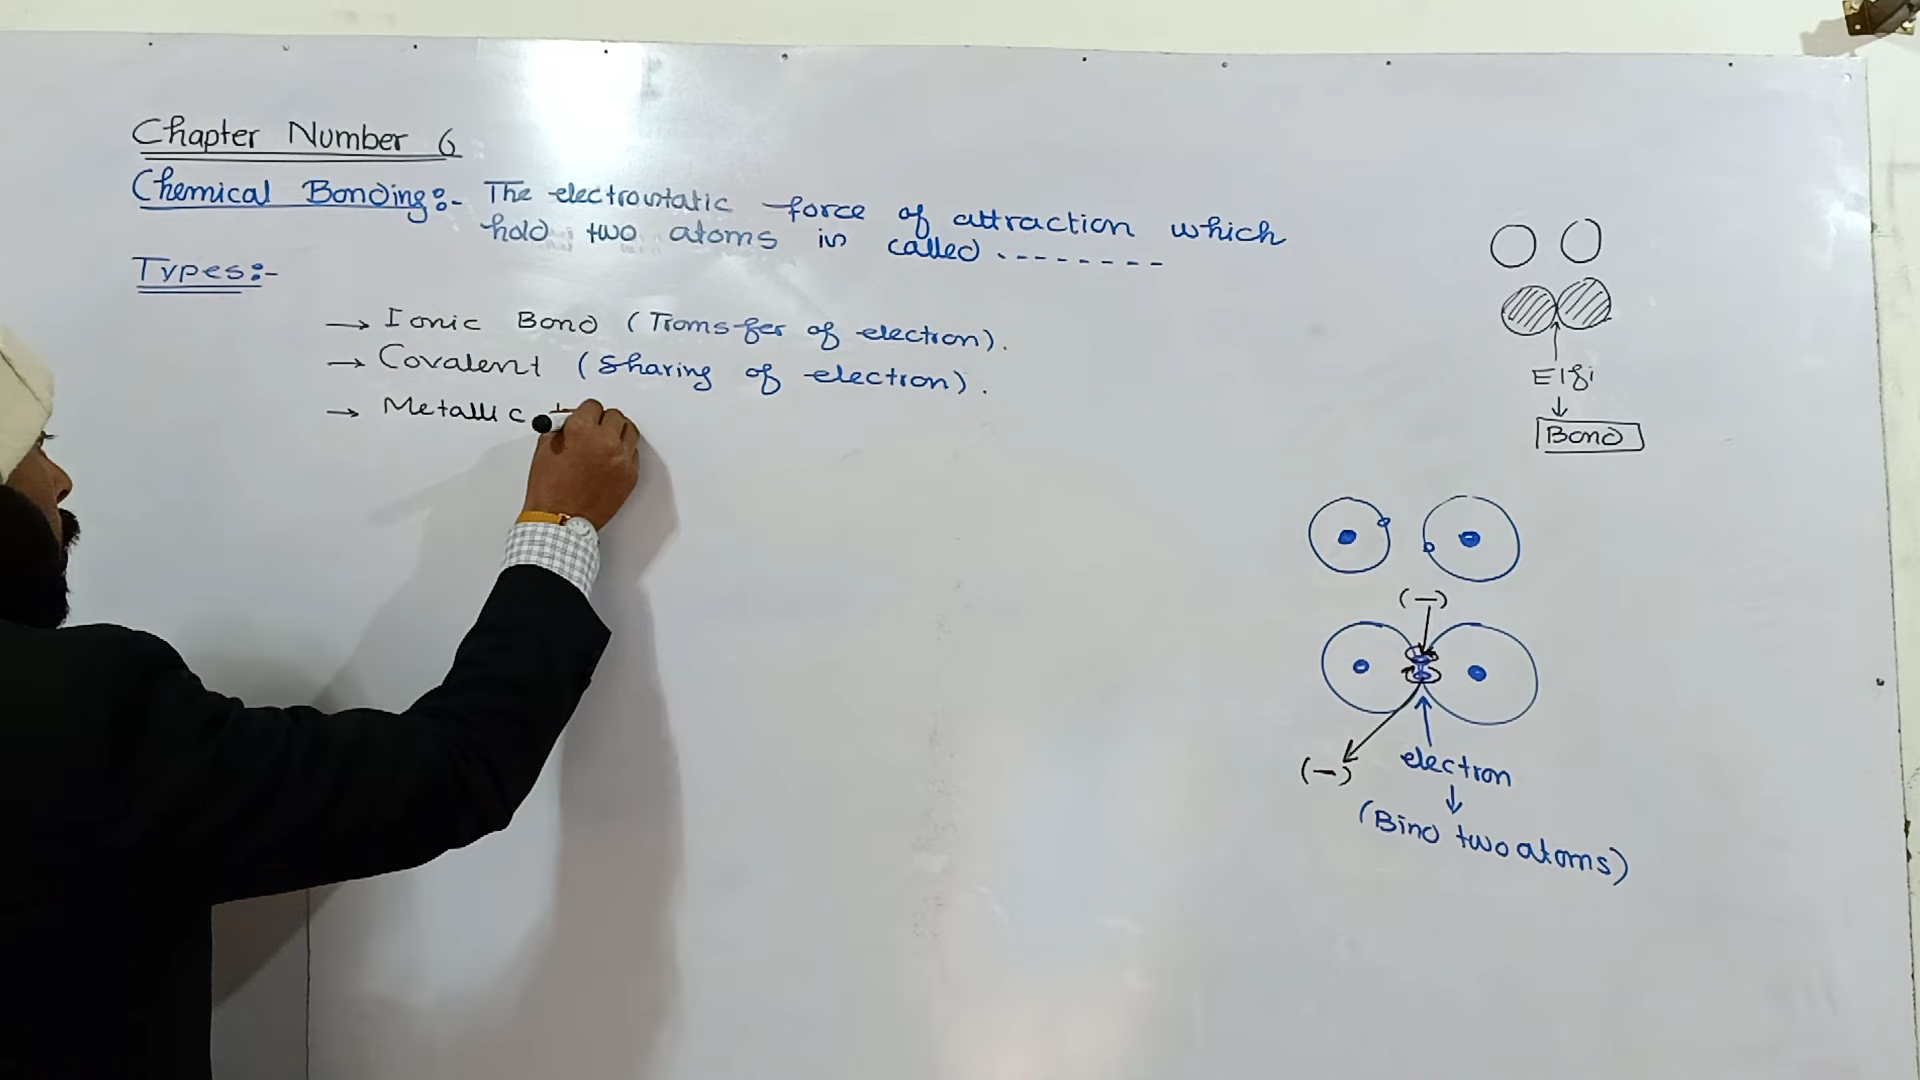 Chapter Number 6
Chemical Bonding:- The electrostatic force of attraction which
hold two atoms is called --------
Types:-
→ Ionic Bond (Transfer of electron).
→ Covalent (Sharing of electron).
→ Metallic
Bond
(-)
(-)
electron
↓
(Bind two atoms)